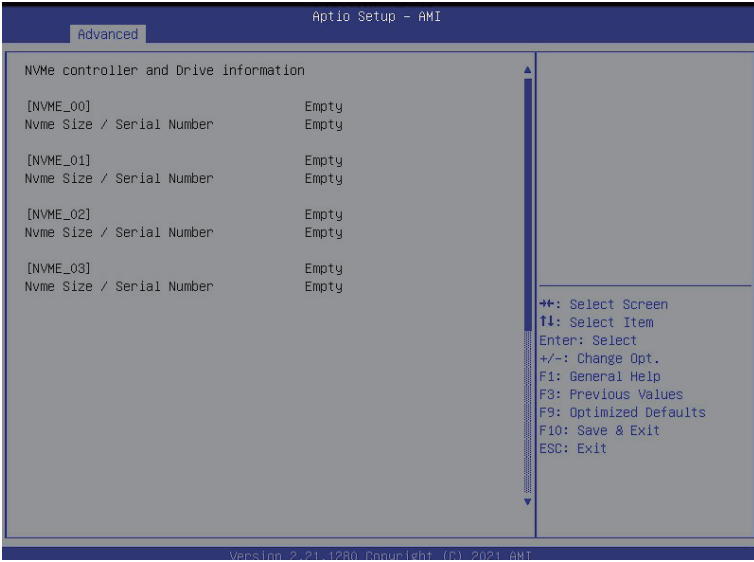 Aptio Setup – AMI
Advanced
NVMe controller and Drive information
[NVME_00] Empty
Nvme Size / Serial Number Empty
[NVME_01] Empty
Nvme Size / Serial Number Empty
[NVME_02] Empty
Nvme Size / Serial Number Empty
[NVME_03] Empty
Nvme Size / Serial Number Empty
→←: Select Screen
↑↓: Select Item
Enter: Select
+/-: Change Opt.
F1: General Help
F3: Previous Values
F9: Optimized Defaults
F10: Save & Exit
ESC: Exit
Version 2.21.1280 Copyright (C) 2021 AMI